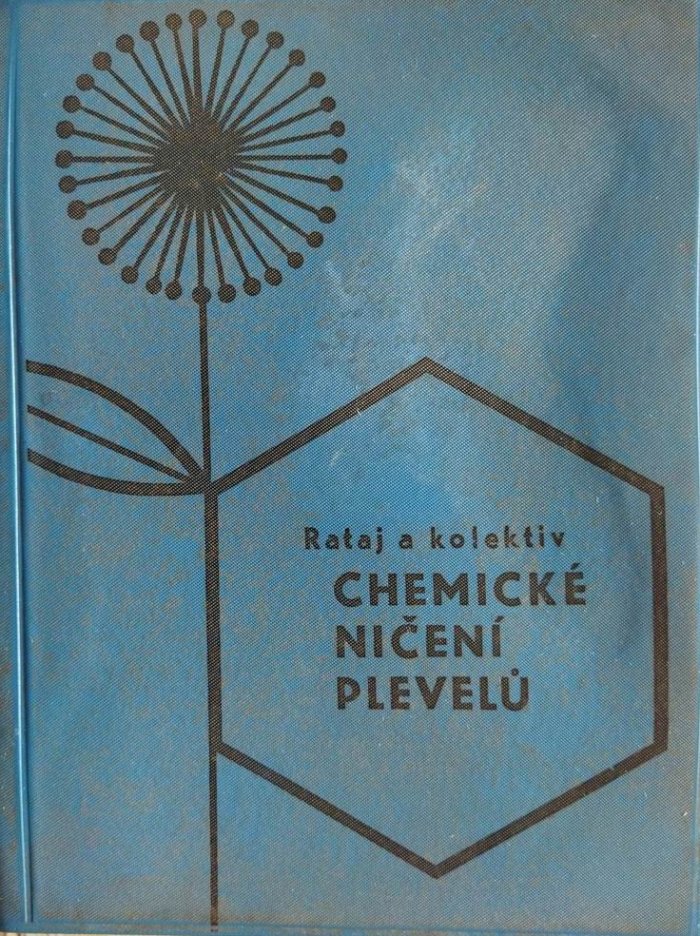 Rataj a kolektiv
CHEMICKÉ
NIČENÍ
PLEVELŮ